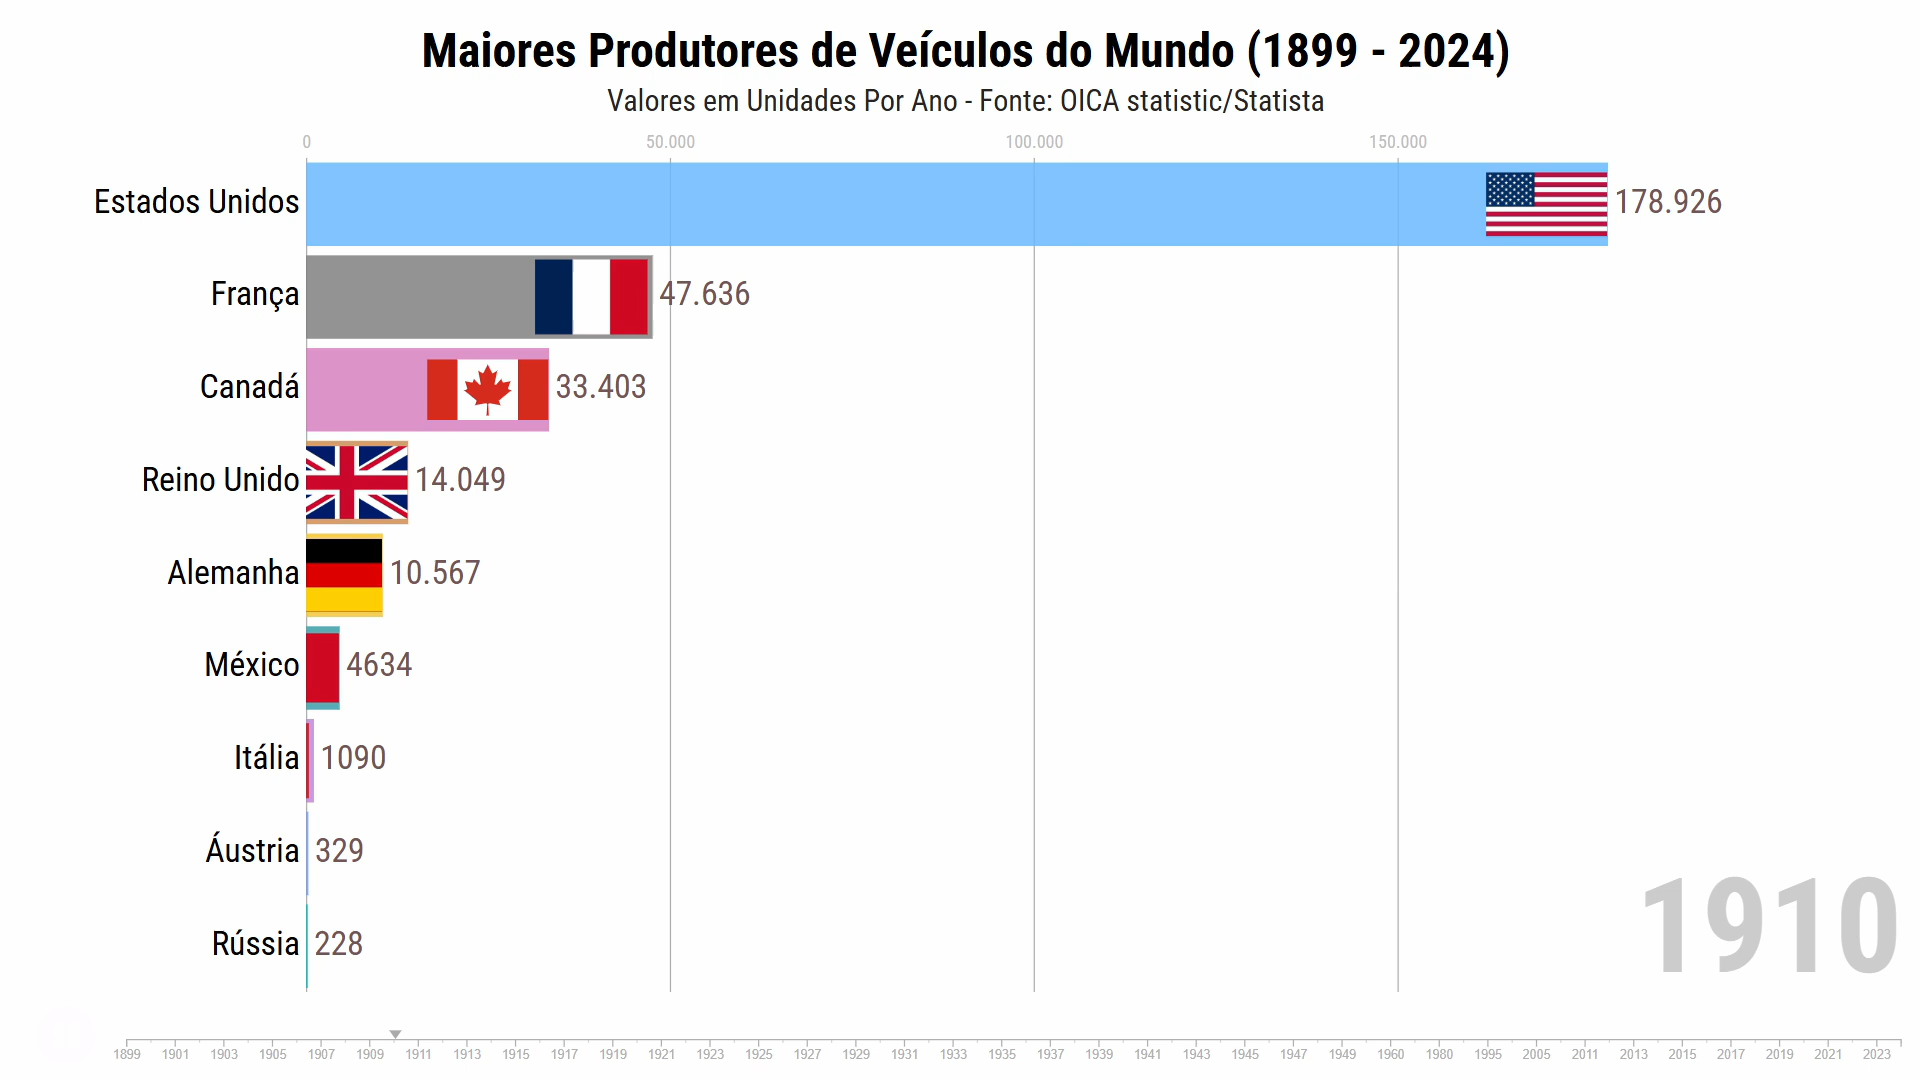 Maiores Produtores de Veículos do Mundo (1899 - 2024)
Valores em Unidades Por Ano - Fonte: OICA statistic/Statista
0 50.000 100.000 150.000
Estados Unidos 178.926
França 47.636
Canadá 33.403
Reino Unido 14.049
Alemanha 10.567
México 4634
Itália 1090
Áustria 329
Rússia 228
1910
1899 1901 1903 1905 1907 1909 1911 1913 1915 1917 1919 1921 1923 1925 1927 1929 1931 1933 1935 1937 1939 1941 1943 1945 1947 1949 1960 1980 1995 2005 2011 2013 2015 2017 2019 2021 2023